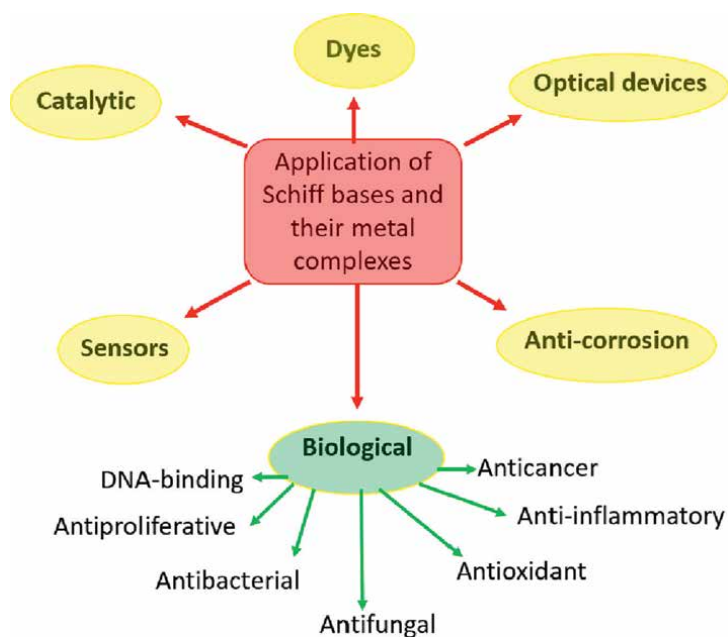 Dyes
Catalytic
Optical devices
Application of
Schiff bases and
their metal
complexes
Sensors
Anti-corrosion
Biological
DNA-binding
Anticancer
Antiproliferative
Anti-inflammatory
Antibacterial
Antioxidant
Antifungal